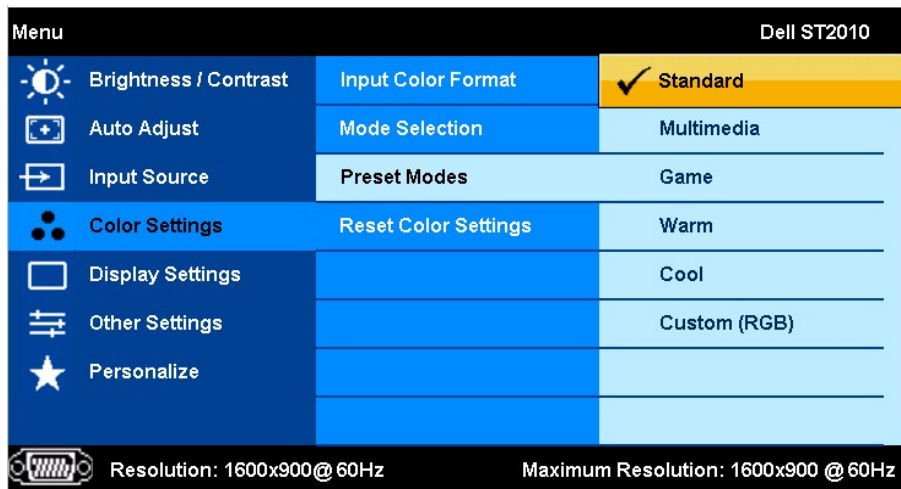 Menu Dell ST2010
Brightness / Contrast Input Color Format Standard
Auto Adjust Mode Selection Multimedia
Input Source Preset Modes Game
Color Settings Reset Color Settings Warm
Display Settings Cool
Other Settings Custom (RGB)
Personalize
Resolution: 1600x900@60Hz Maximum Resolution: 1600x900 @60Hz